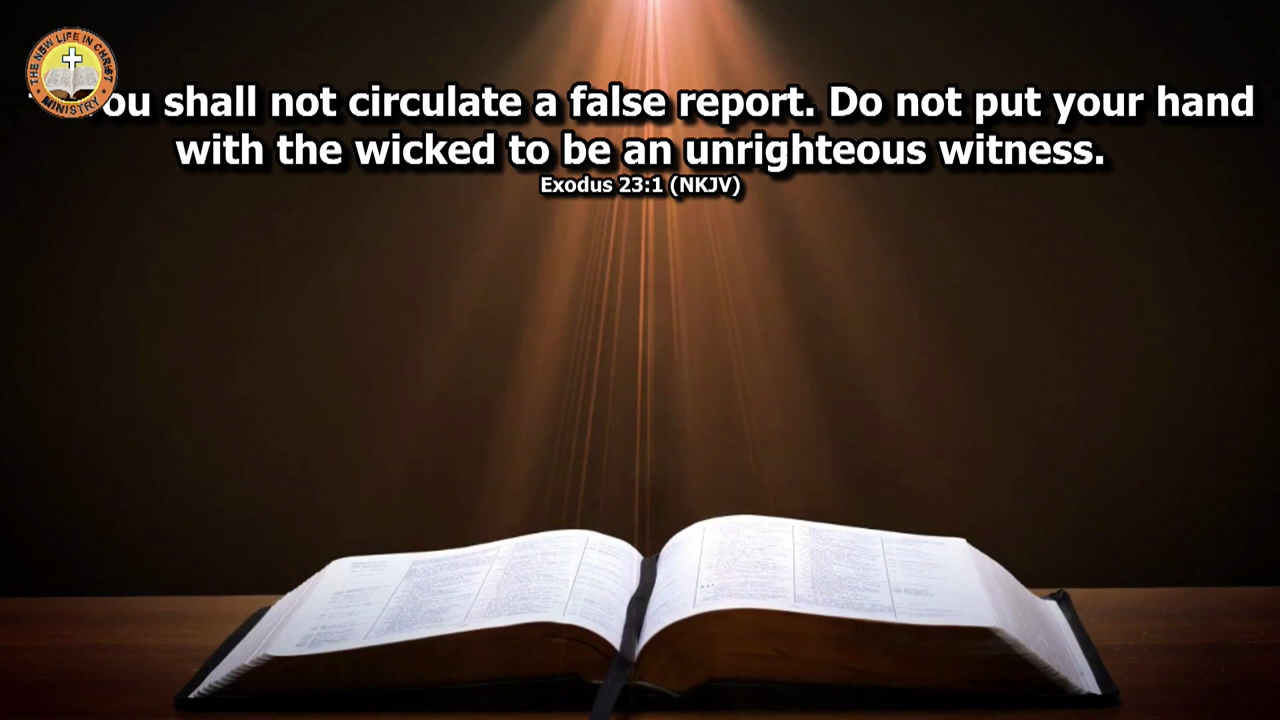 THE NEW LIFE IN CHRIST
MINISTRY
ou shall not circulate a false report. Do not put your hand
with the wicked to be an unrighteous witness.
Exodus 23:1 (NKJV)